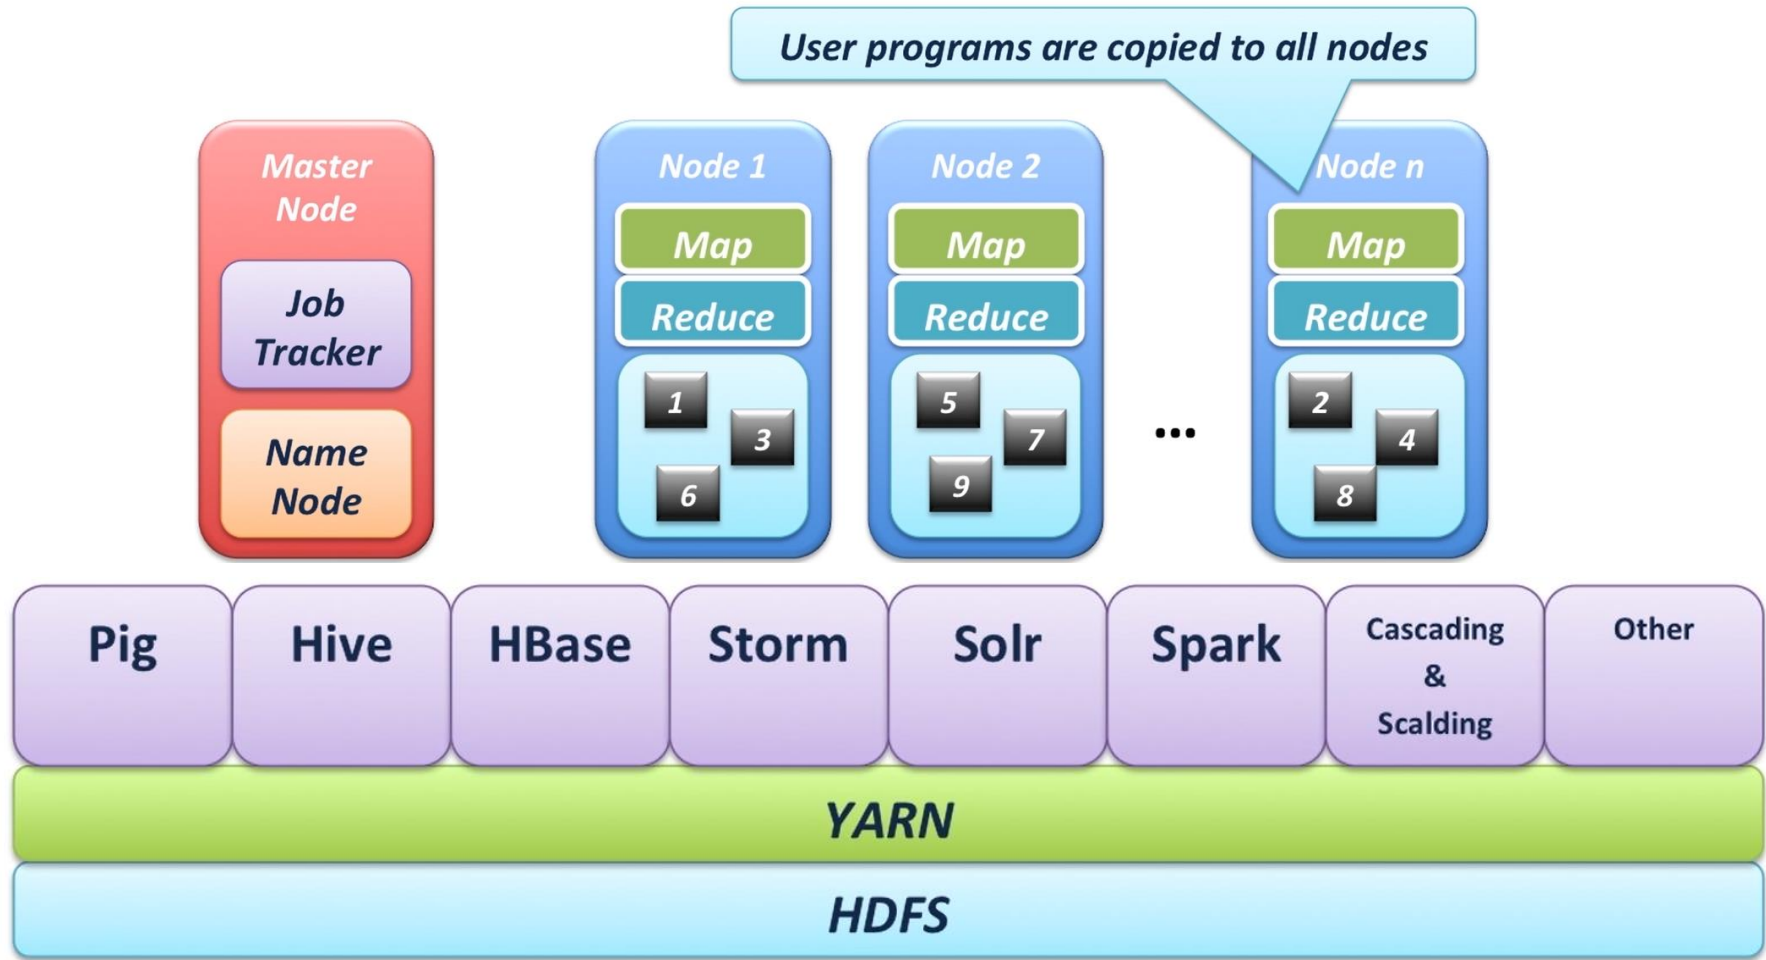 User programs are copied to all nodes
Master
Node
Job
Tracker
Name
Node
Node 1
Map
Reduce
1
3
6
Node 2
Map
Reduce
5
7
9
...
Node n
Map
Reduce
2
4
8
Pig
Hive
HBase
Storm
Solr
Spark
Cascading
&
Scalding
Other
YARN
HDFS